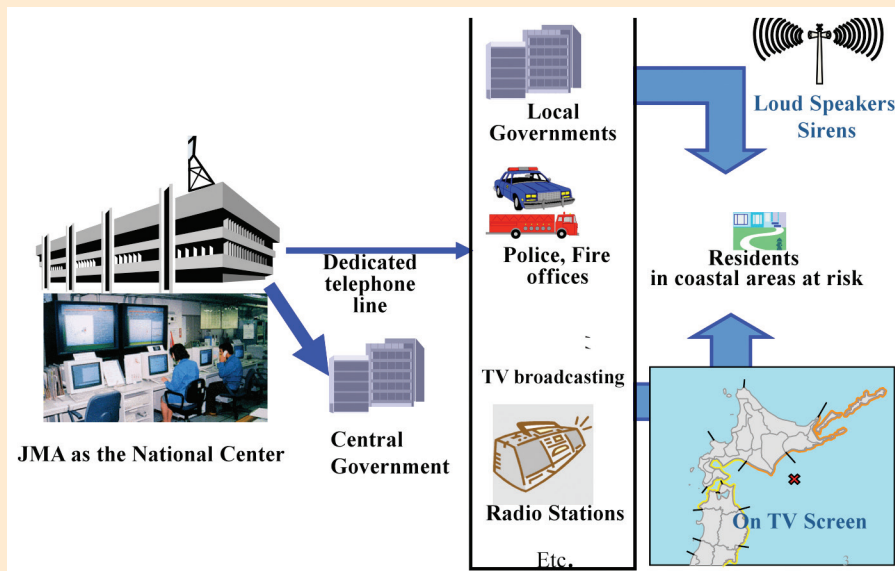 JMA as the National Center
Dedicated
telephone
line
Central
Government
Local
Governments
Police, Fire
offices
TV broadcasting
Radio Stations
Etc.
Loud Speakers
Sirens
Residents
in coastal areas at risk
On TV Screen
3